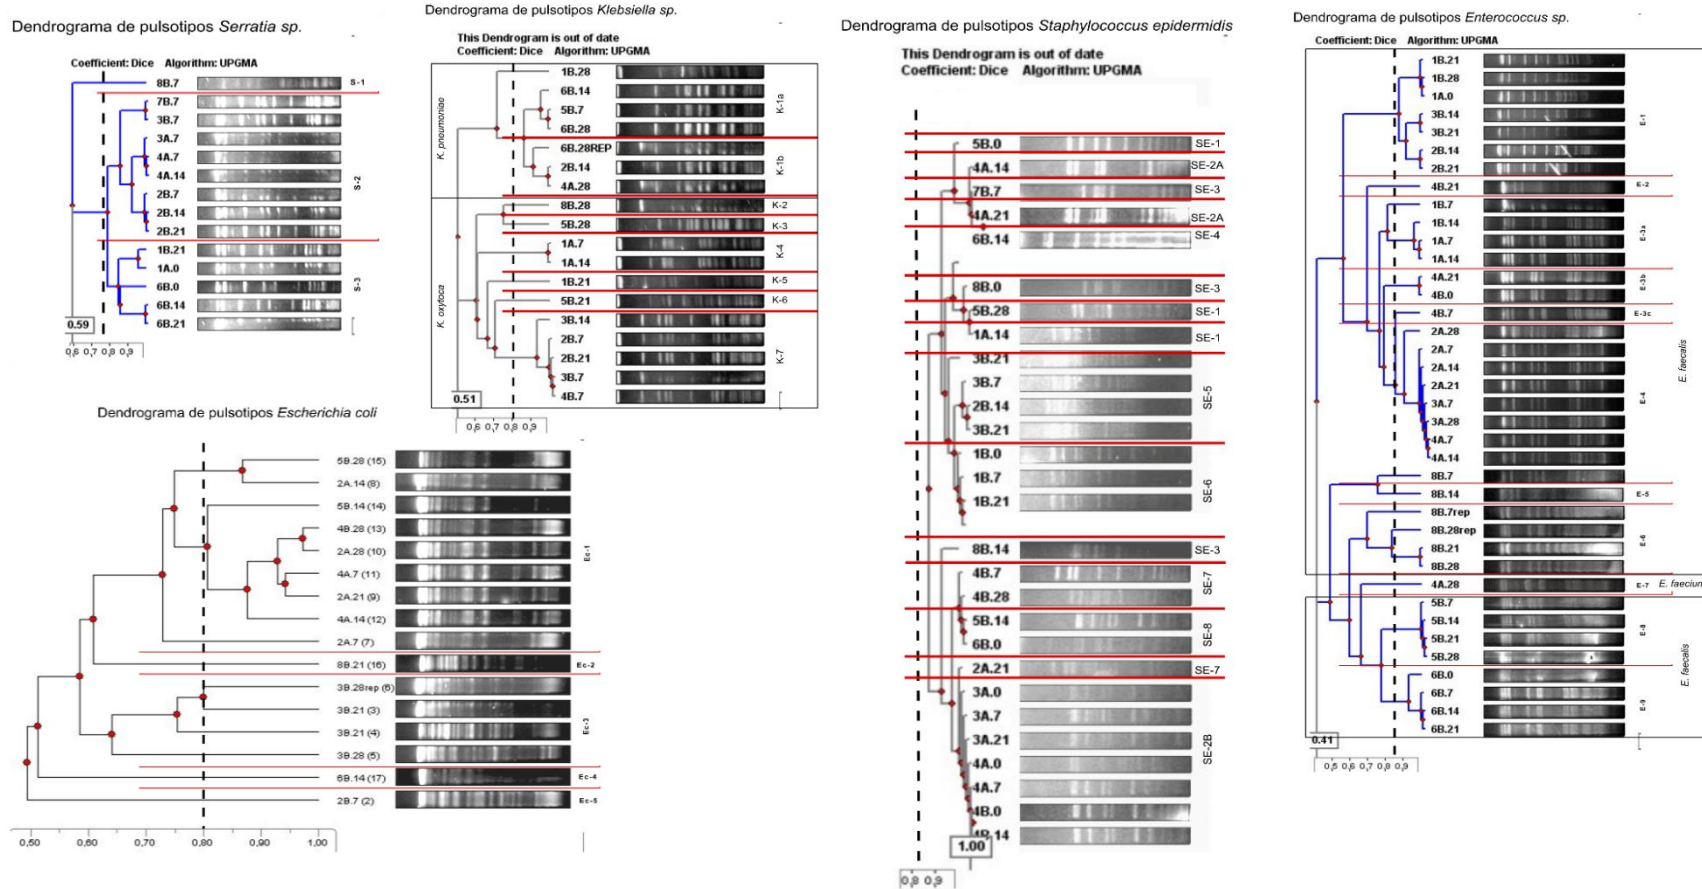 Dendrograma de pulsotipos Serratia sp.
Coefficient: Dice Algorithm: UPGMA
8B.7
S-1
7B.7
3B.7
3A.7
4A.7
4A.14
2B.7
2B.14
2B.21
S-2
1B.21
1A.0
6B.0
6B.14
6B.21
S-3
0.59
0,6 0,7 0,8 0,9
Dendrograma de pulsotipos Klebsiella sp.
This Dendrogram is out of date
Coefficient: Dice Algorithm: UPGMA
K. pneumoniae
1B.28
6B.14
5B.7
6B.28
K-1a
6B.28REP
2B.14
4A.28
K-1b
K. oxytoca
8B.28
K-2
5B.28
K-3
1A.7
1A.14
K-4
1B.21
K-5
5B.21
K-6
3B.14
2B.7
2B.21
3B.7
4B.7
K-7
0.51
0,6 0,7 0,8 0,9
Dendrograma de pulsotipos Escherichia coli
5B.28 (15)
2A.14 (8)
5B.14 (14)
4B.28 (13)
2A.28 (10)
4A.7 (11)
2A.21 (9)
4A.14 (12)
2A.7 (7)
Ec-1
8B.21 (16)
Ec-2
3B.28rep (6)
3B.21 (3)
3B.21 (4)
3B.28 (5)
Ec-3
6B.14 (17)
Ec-4
2B.7 (2)
Ec-5
0,50 0,60 0,70 0,80 0,90 1,00
Dendrograma de pulsotipos Staphylococcus epidermidis
This Dendrogram is out of date
Coefficient: Dice Algorithm: UPGMA
5B.0
SE-1
4A.14
SE-2A
7B.7
SE-3
4A.21
SE-2A
6B.14
SE-4
8B.0
SE-3
5B.28
SE-1
1A.14
SE-1
3B.21
3B.7
2B.14
3B.21
SE-5
1B.0
1B.7
1B.21
SE-6
8B.14
SE-3
4B.7
4B.28
SE-7
5B.14
6B.0
SE-8
2A.21
SE-7
3A.0
3A.7
3A.21
4A.0
4A.7
4B.0
4B.14
SE-2B
1.00
0,8 0,9
Dendrograma de pulsotipos Enterococcus sp.
Coefficient: Dice Algorithm: UPGMA
1B.21
1B.28
1A.0
3B.14
3B.21
2B.14
2B.21
E-1
4B.21
E-2
1B.7
1B.14
1A.7
1A.14
E-3a
4A.21
4B.0
E-3b
4B.7
E-3c
2A.28
2A.7
2A.14
2A.21
3A.7
3A.28
4A.7
4A.14
E-4
E. faecalis
8B.7
8B.14
E-5
8B.7rep
8B.28rep
8B.21
8B.28
E-6
4A.28
E-7
E. faecium
5B.7
5B.14
5B.21
5B.28
E-8
6B.0
6B.7
6B.14
6B.21
E-9
E. faecalis
0.41
0,5 0,6 0,7 0,8 0,9